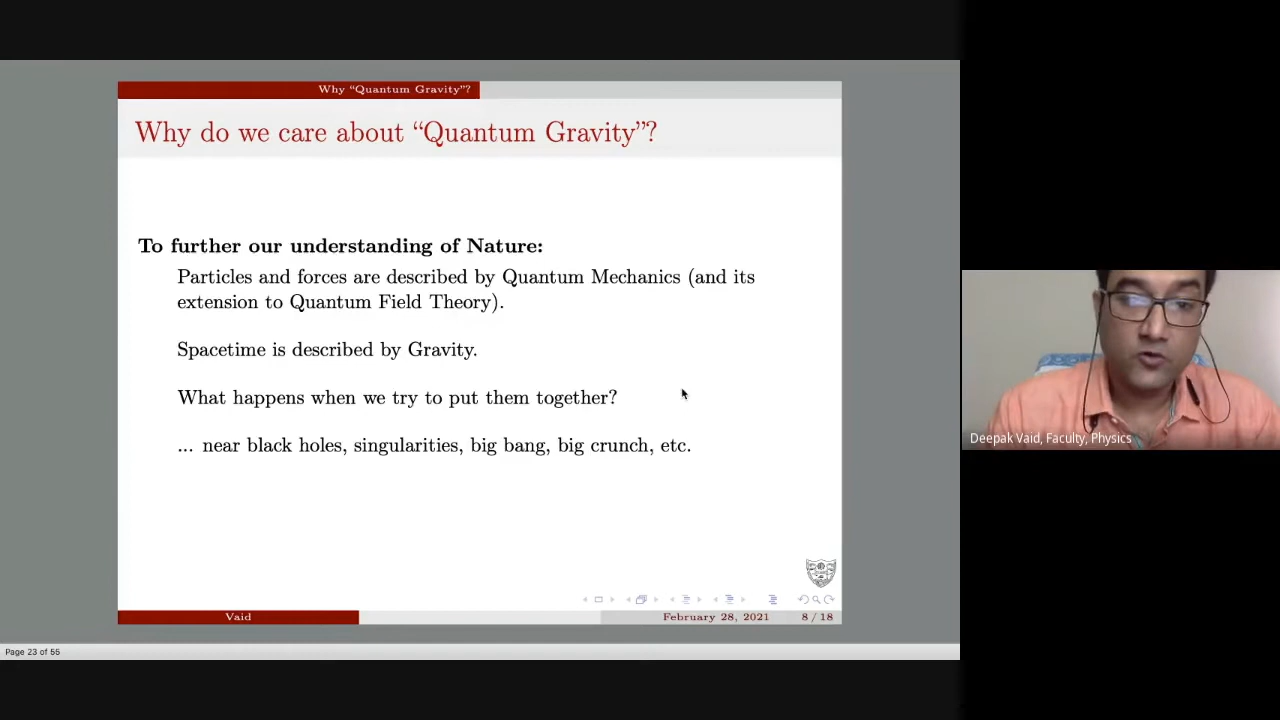 Why “Quantum Gravity”?
Why do we care about “Quantum Gravity”?
To further our understanding of Nature:
Particles and forces are described by Quantum Mechanics (and its
extension to Quantum Field Theory).
Spacetime is described by Gravity.
What happens when we try to put them together?
... near black holes, singularities, big bang, big crunch, etc.
Vaid
February 28, 2021
8 / 18
Page 23 of 55
Deepak Vaid, Faculty, Physics